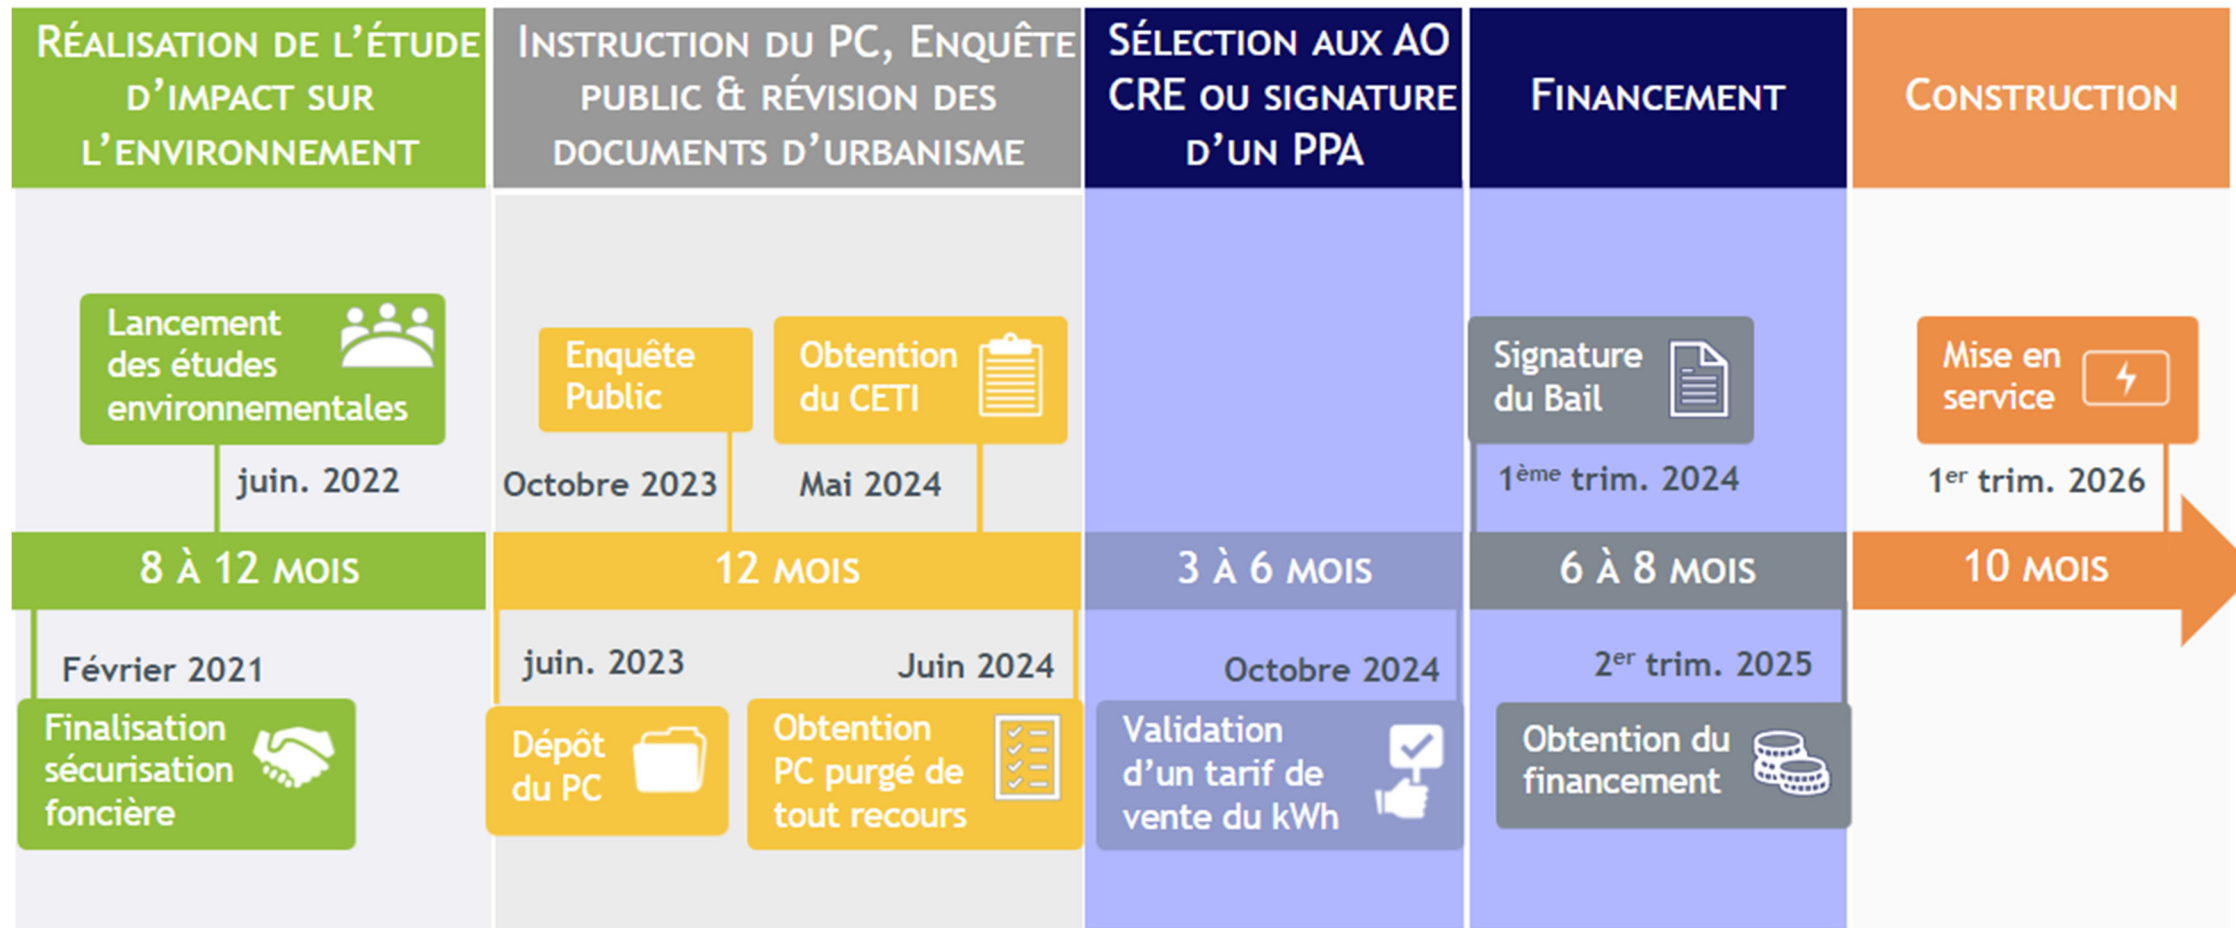 RÉALISATION DE L'ÉTUDE
D'IMPACT SUR
L'ENVIRONNEMENT
INSTRUCTION DU PC, ENQUÊTE
PUBLIC & RÉVISION DES
DOCUMENTS D'URBANISME
SÉLECTION AUX AO
CRE OU SIGNATURE
D'UN PPA
FINANCEMENT
CONSTRUCTION
Lancement
des études
environnementales
juin. 2022
Enquête
Public
Octobre 2023
Obtention
du CETI
Mai 2024
Signature
du Bail
1ème trim. 2024
Mise en
service
1er trim. 2026
8 À 12 MOIS
12 MOIS
3 À 6 MOIS
6 À 8 MOIS
10 MOIS
Février 2021
Finalisation
sécurisation
foncière
juin. 2023
Dépôt
du PC
Juin 2024
Obtention
PC purgé de
tout recours
Octobre 2024
Validation
d'un tarif de
vente du kWh
2er trim. 2025
Obtention du
financement